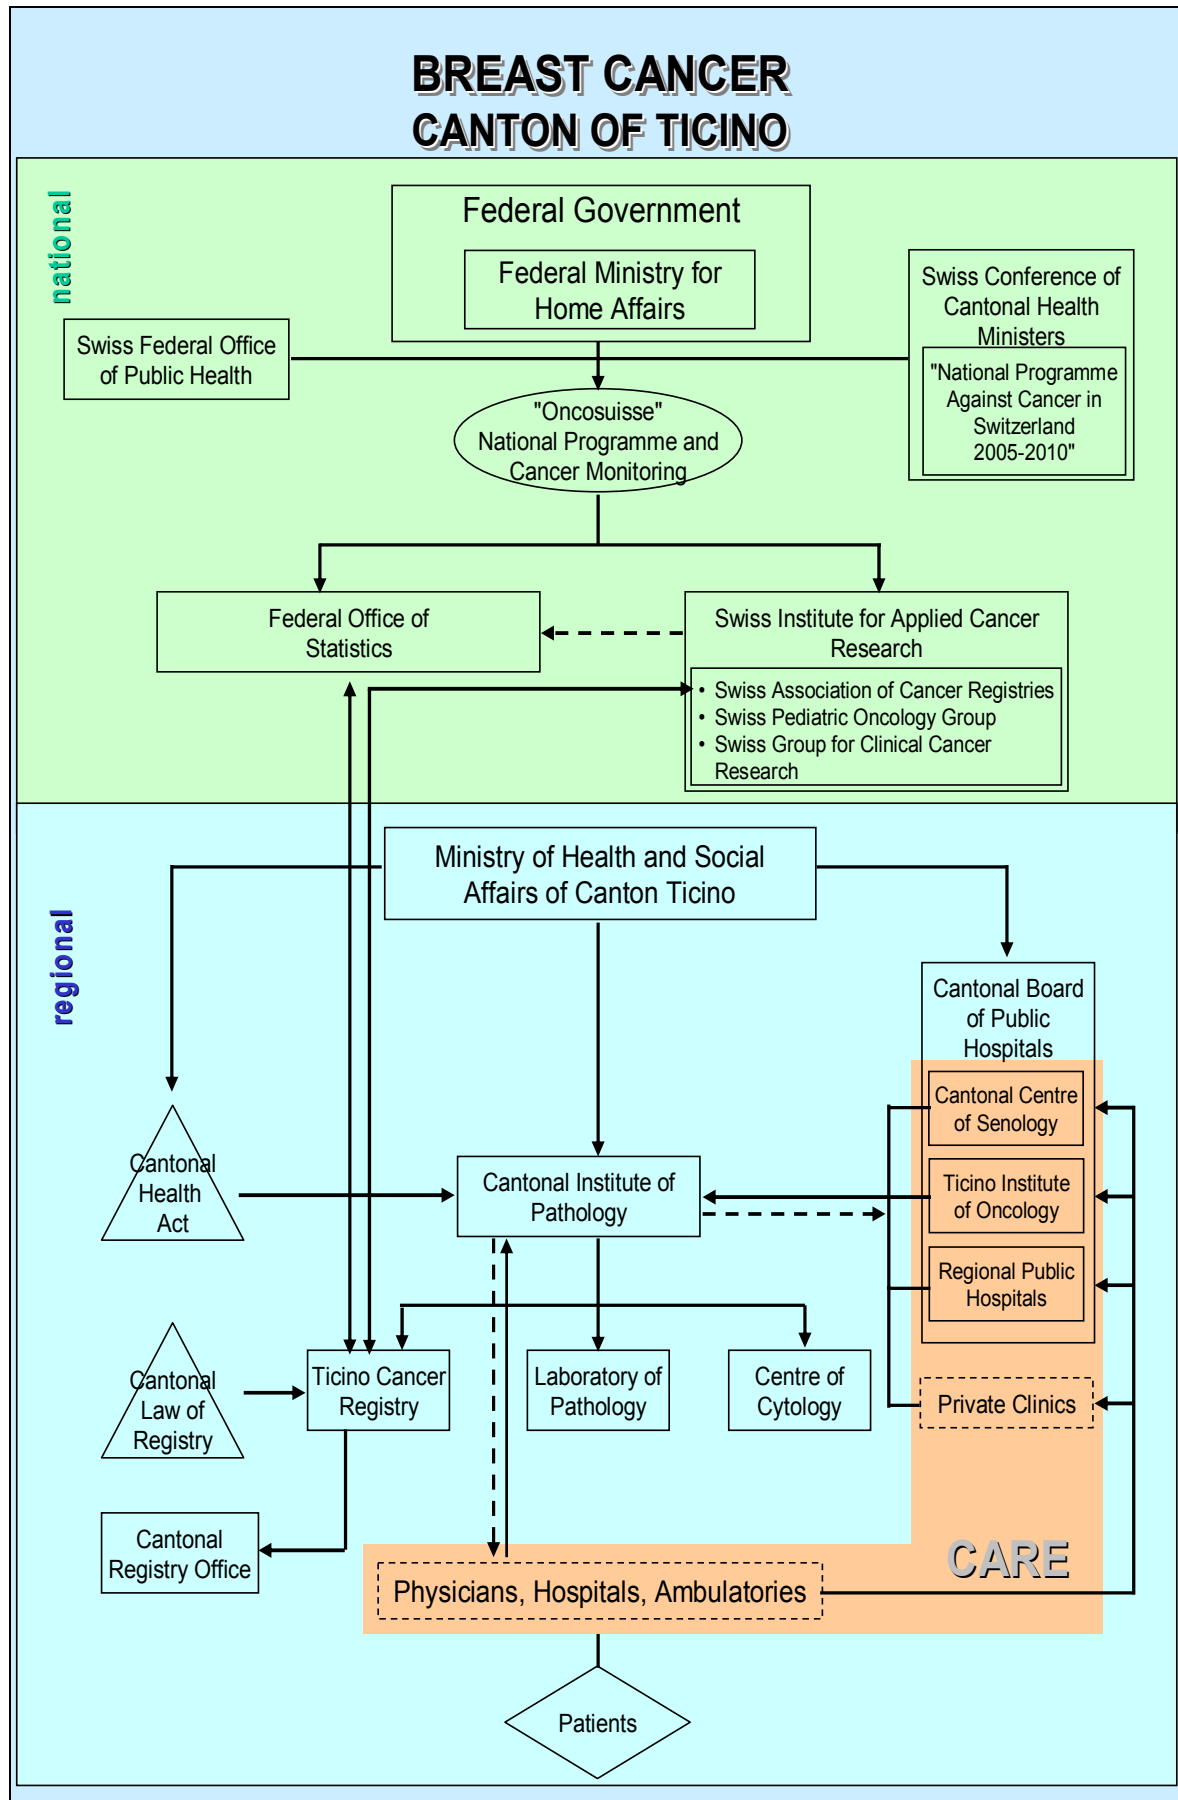 BREAST CANCER
CANTON OF TICINO
national
Federal Government
Federal Ministry for
Home Affairs
Swiss Conference of
Cantonal Health
Ministers
"National Programme
Against Cancer in
Switzerland
2005-2010"
Swiss Federal Office
of Public Health
"Oncosuisse"
National Programme and
Cancer Monitoring
Federal Office of
Statistics
Swiss Institute for Applied Cancer
Research
• Swiss Association of Cancer Registries
• Swiss Pediatric Oncology Group
• Swiss Group for Clinical Cancer
Research
regional
Ministry of Health and Social
Affairs of Canton Ticino
Cantonal Board
of Public
Hospitals
Cantonal Centre
of Senology
Ticino Institute
of Oncology
Regional Public
Hospitals
Private Clinics
Cantonal
Health
Act
Cantonal Institute of
Pathology
Cantonal
Law of
Registry
Ticino Cancer
Registry
Laboratory of
Pathology
Centre of
Cytology
Cantonal
Registry Office
CARE
Physicians, Hospitals, Ambulatories
Patients